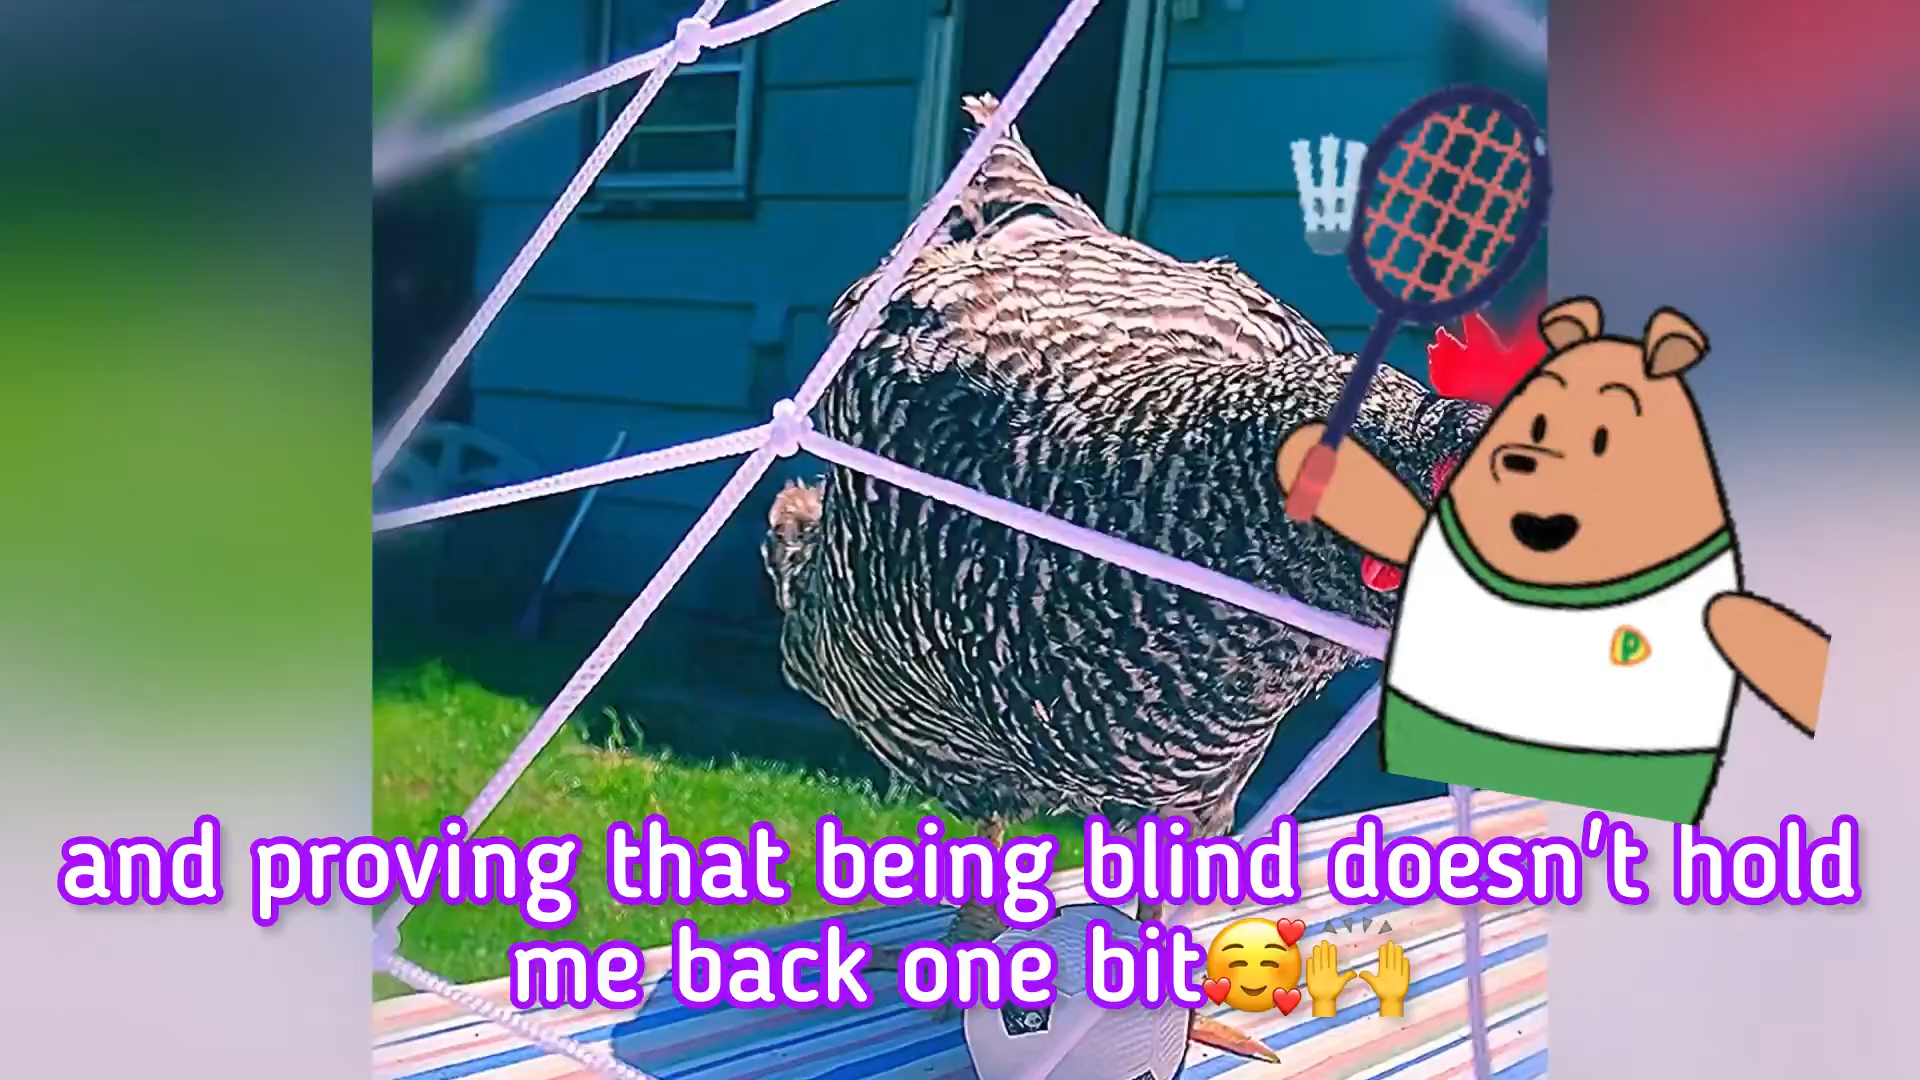 P
and proving that being blind doesn't hold
me back one bit🥰🙌